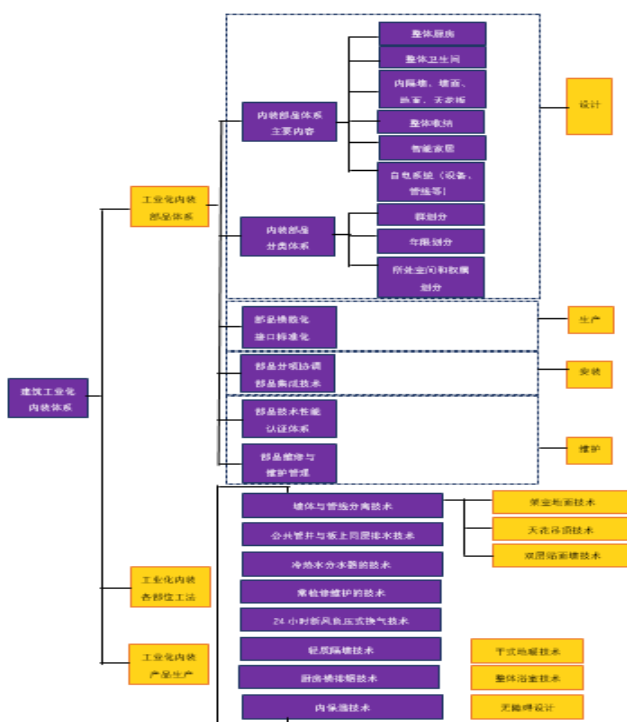 整体厨房
整体卫生间
内隔墙、墙面、
地面、天花板
整体收纳
智能家居
自电系统（设备、
管线等）
内装部品体系
主要内容
设计
工业化内装
部品体系
内装部品
分类体系
群划分
年限划分
所处空间和权属
划分
部品模数化
接口标准化
生产
部品分项协调
部品集成技术
安装
建筑工业化
内装体系
部品技术性能
认证体系
部品维修与
维护管理
维护
墙体与管线分离技术
架空地面技术
公共管井与板上同层排水技术
天花吊顶技术
双层贴面墙技术
冷热水分水器的技术
工业化内装
各部位工法
常检修维护的技术
24小时新风负压式换气技术
轻质隔墙技术
干式地暖技术
工业化内装
产品生产
厨房横排烟技术
整体浴室技术
内保温技术
无障碍设计